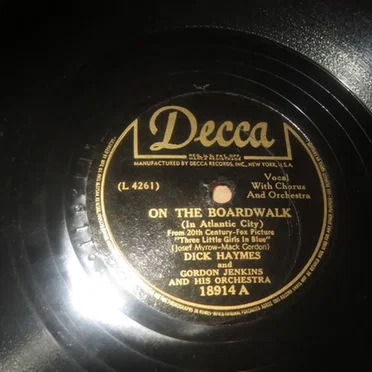 Decca
MANUFACTURED BY DECCA RECORDS, INC., NEW YORK, U.S.A.
(L 4261)
Vocal
With Chorus
And Orchestra
ON THE BOARDWALK
(In Atlantic City)
From 20th Century-Fox Picture
"Three Little Girls In Blue"
(Josef Myrow-Mack Gordon)
DICK HAYMES
and
GORDON JENKINS
AND HIS ORCHESTRA
18914 A